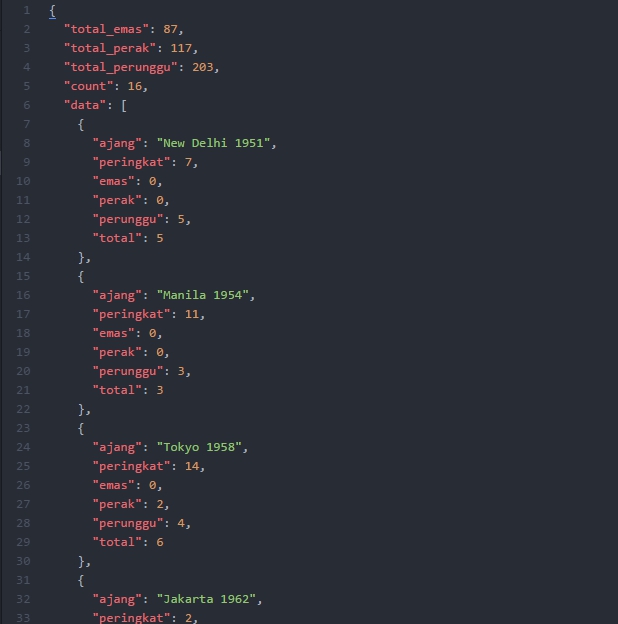 1 {
2 "total_emas": 87,
3 "total_perak": 117,
4 "total_perunggu": 203,
5 "count": 16,
6 "data": [
7 {
8 "ajang": "New Delhi 1951",
9 "peringkat": 7,
10 "emas": 0,
11 "perak": 0,
12 "perunggu": 5,
13 "total": 5
14 },
15 {
16 "ajang": "Manila 1954",
17 "peringkat": 11,
18 "emas": 0,
19 "perak": 0,
20 "perunggu": 3,
21 "total": 3
22 },
23 {
24 "ajang": "Tokyo 1958",
25 "peringkat": 14,
26 "emas": 0,
27 "perak": 2,
28 "perunggu": 4,
29 "total": 6
30 },
31 {
32 "ajang": "Jakarta 1962",
33 "peringkat": 2,